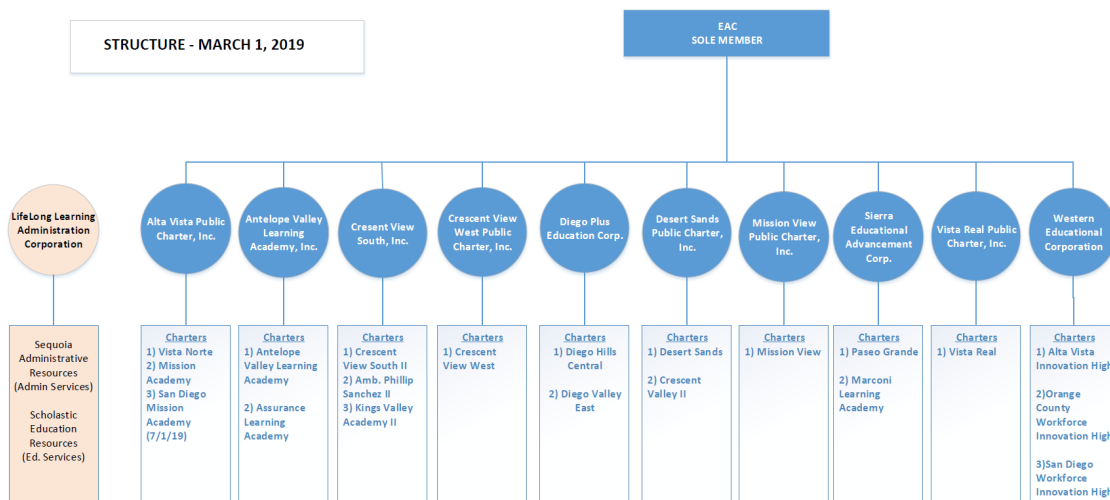 STRUCTURE - MARCH 1, 2019
EAC
SOLE MEMBER
LifeLong Learning
Administration
Corporation
Alta Vista Public
Charter, Inc.
Antelope Valley
Learning
Academy, Inc.
Cresent View
South, Inc.
Crescent View
West Public
Charter, Inc.
Diego Plus
Education Corp.
Desert Sands
Public Charter,
Inc.
Mission View
Public Charter,
Inc.
Sierra
Educational
Advancement
Corp.
Vista Real Public
Charter, Inc.
Western
Educational
Corporation
Sequoia
Administrative
Resources
(Admin Services)
Scholastic
Education
Resources
(Ed. Services)
Charters
1) Vista Norte
2) Mission
Academy
3) San Diego
Mission
Academy
(7/1/19)
Charters
1) Antelope
Valley Learning
Academy
2) Assurance
Learning
Academy
Charters
1) Crescent
View South II
2) Amb. Phillip
Sanchez II
3) Kings Valley
Academy II
Charters
1) Crescent
View West
Charters
1) Diego Hills
Central
2) Diego Valley
East
Charters
1) Desert Sands
2) Crescent
Valley II
Charters
1) Mission View
Charters
1) Paseo Grande
2) Marconi
Learning
Academy
Charters
1) Vista Real
Charters
1) Alta Vista
Innovation High
2)Orange
County
Workforce
Innovation High
3)San Diego
Workforce
Innovation High